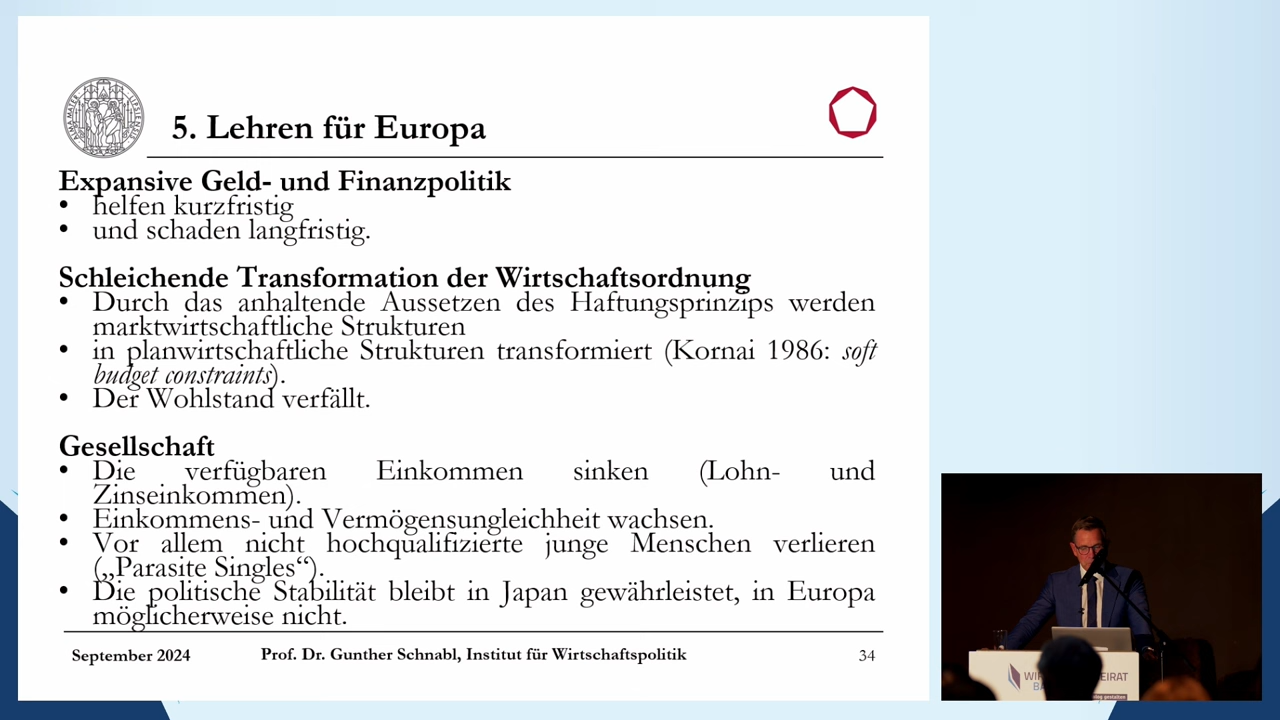 5. Lehren für Europa
Expansive Geld- und Finanzpolitik
• helfen kurzfristig
• und schaden langfristig.
Schleichende Transformation der Wirtschaftsordnung
• Durch das anhaltende Aussetzen des Haftungsprinzips werden
marktwirtschaftliche Strukturen
• in planwirtschaftliche Strukturen transformiert (Kornai 1986: soft
budget constraints).
• Der Wohlstand verfällt.
Gesellschaft
• Die verfügbaren Einkommen sinken (Lohn- und
Zinseinkommen).
• Einkommens- und Vermögensungleichheit wachsen.
• Vor allem nicht hochqualifizierte junge Menschen verlieren
(„Parasite Singles“).
• Die politische Stabilität bleibt in Japan gewährleistet, in Europa
möglicherweise nicht.
September 2024 Prof. Dr. Gunther Schnabl, Institut für Wirtschaftspolitik 34